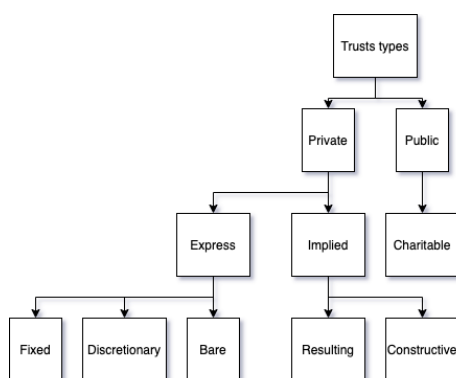 Trusts types
Private
Public
Express
Implied
Charitable
Fixed
Discretionary
Bare
Resulting
Constructive